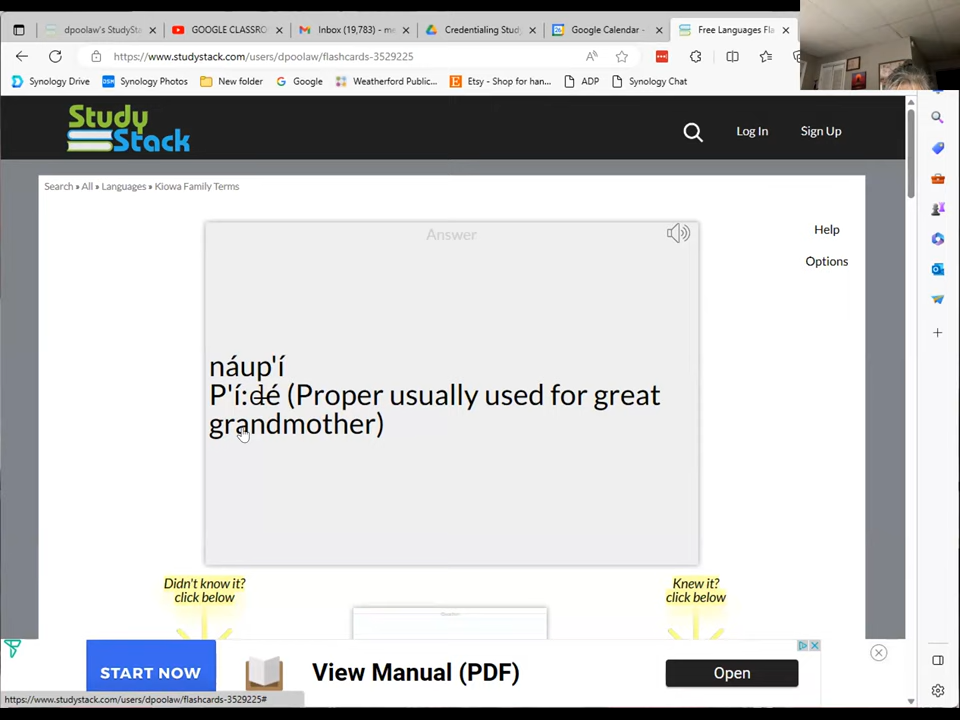 dpoolaw's StudySta
GOOGLE CLASSRO
Inbox (19,783) - me
Credentialing Stud
Google Calendar -
Free Languages Fla
https://www.studystack.com/users/dpoolaw/flashcards-3529225
Synology Drive
Synology Photos
New folder
Google
Weatherford Public...
Etsy - Shop for han...
ADP
Synology Chat
Study Stack
Log In
Sign Up
Search » All » Languages » Kiowa Family Terms
Answer
Help
Options
náup'í
P'í:d̶é (Proper usually used for great
grandmother)
Didn't know it?
click below
Knew it?
click below
START NOW
View Manual (PDF)
Open
https://www.studystack.com/users/dpoolaw/flashcards-3529225#